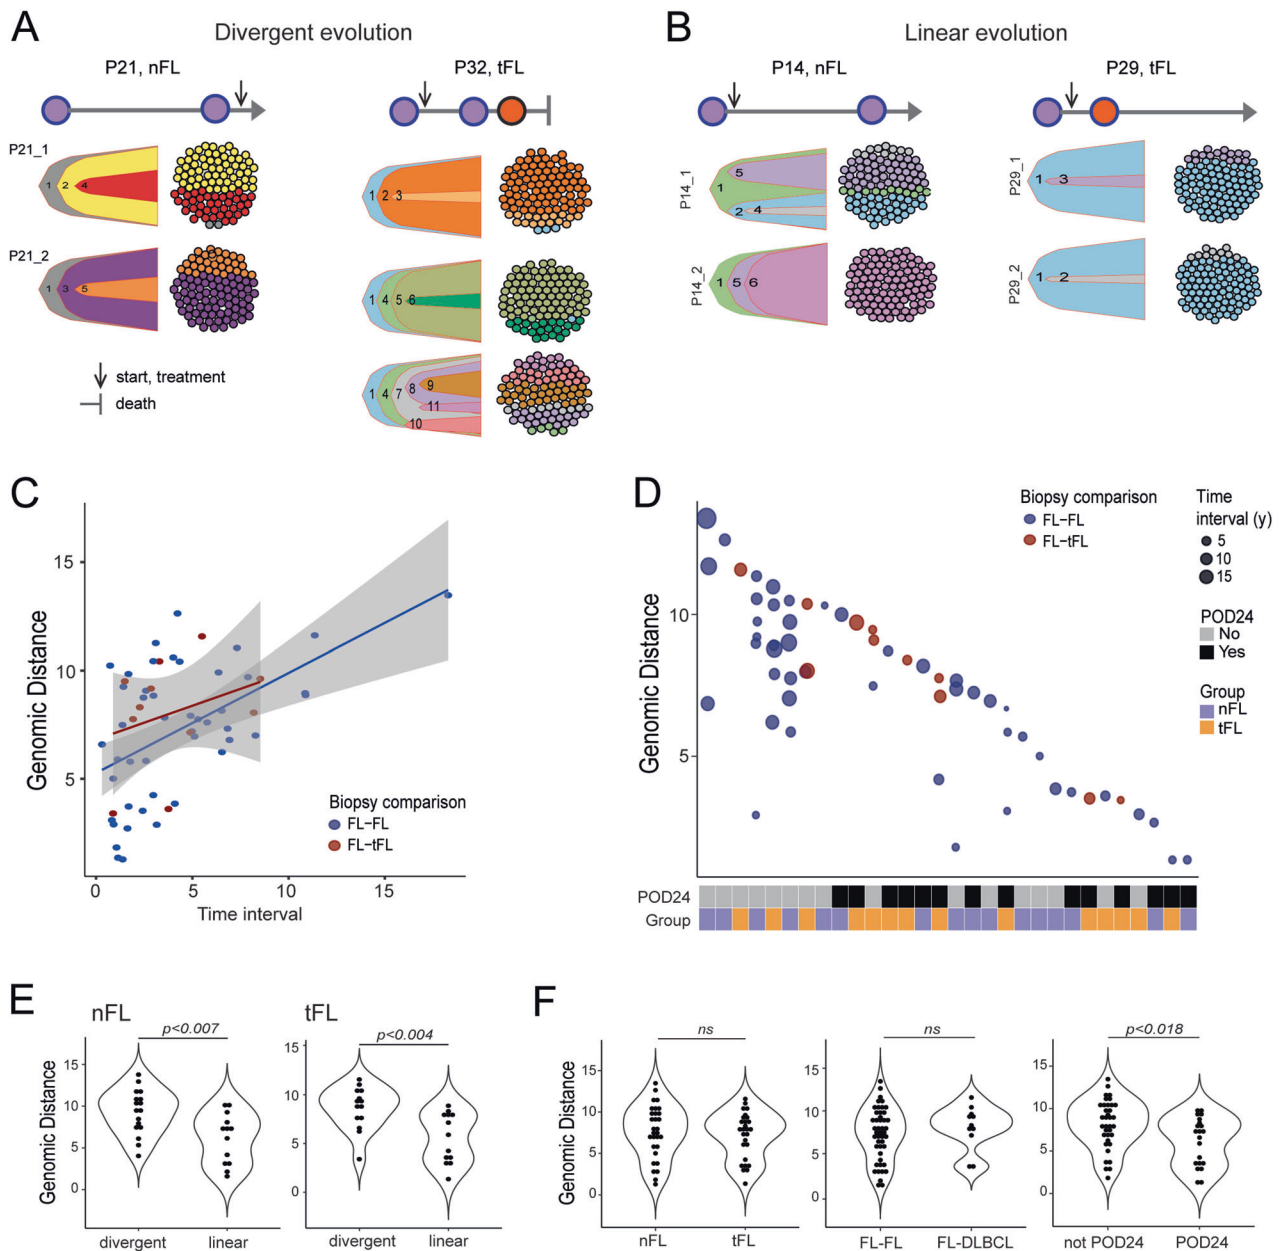 A
Divergent evolution
P21, nFL
P32, tFL
P21_1
1 2 4
1 2 3
P21_2
1 3 5
1 4 5 6
1 4 7 8 9
11
10
start, treatment
death
B
Linear evolution
P14, nFL
P29, tFL
P14_1
5
1
2 4
P29_1
1 3
P14_2
1 5 6
P29_2
1 2
C
Genomic Distance
15
10
5
0 5 10 15
Time interval
Biopsy comparison
FL-FL
FL-tFL
D
Genomic Distance
10
5
Biopsy comparison
FL-FL
FL-tFL
Time
interval (y)
5
10
15
POD24
No
Yes
Group
nFL
tFL
POD24
Group
E
nFL
p<0.007
Genomic Distance
15
10
5
0
divergent linear
tFL
p<0.004
15
10
5
0
divergent linear
F
Genomic Distance
ns
15
10
5
0
nFL tFL
ns
15
10
5
0
FL-FL FL-DLBCL
p<0.018
15
10
5
0
not POD24 POD24